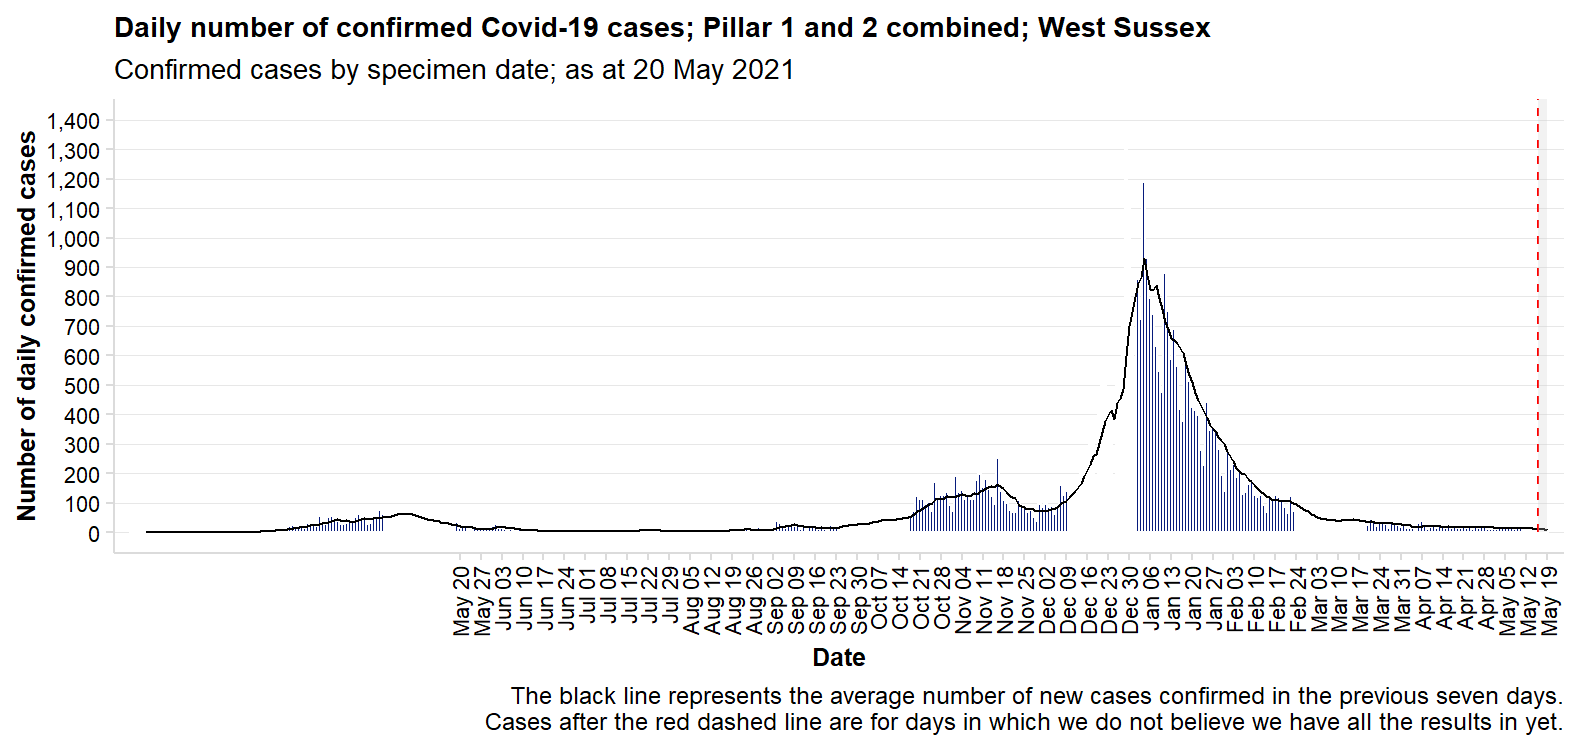 Daily number of confirmed Covid-19 cases; Pillar 1 and 2 combined; West Sussex
Confirmed cases by specimen date; as at 20 May 2021
Number of daily confirmed cases
1,400
1,300
1,200
1,100
1,000
900
800
700
600
500
400
300
200
100
0
May 20
May 27
Jun 03
Jun 10
Jun 17
Jun 24
Jul 01
Jul 08
Jul 15
Jul 22
Jul 29
Aug 05
Aug 12
Aug 19
Aug 26
Sep 02
Sep 09
Sep 16
Sep 23
Sep 30
Oct 07
Oct 14
Oct 21
Oct 28
Nov 04
Nov 11
Nov 18
Nov 25
Dec 02
Dec 09
Dec 16
Dec 23
Dec 30
Jan 06
Jan 13
Jan 20
Jan 27
Feb 03
Feb 10
Feb 17
Feb 24
Mar 03
Mar 10
Mar 17
Mar 24
Mar 31
Apr 07
Apr 14
Apr 21
Apr 28
May 05
May 12
May 19
Date
The black line represents the average number of new cases confirmed in the previous seven days.
Cases after the red dashed line are for days in which we do not believe we have all the results in yet.